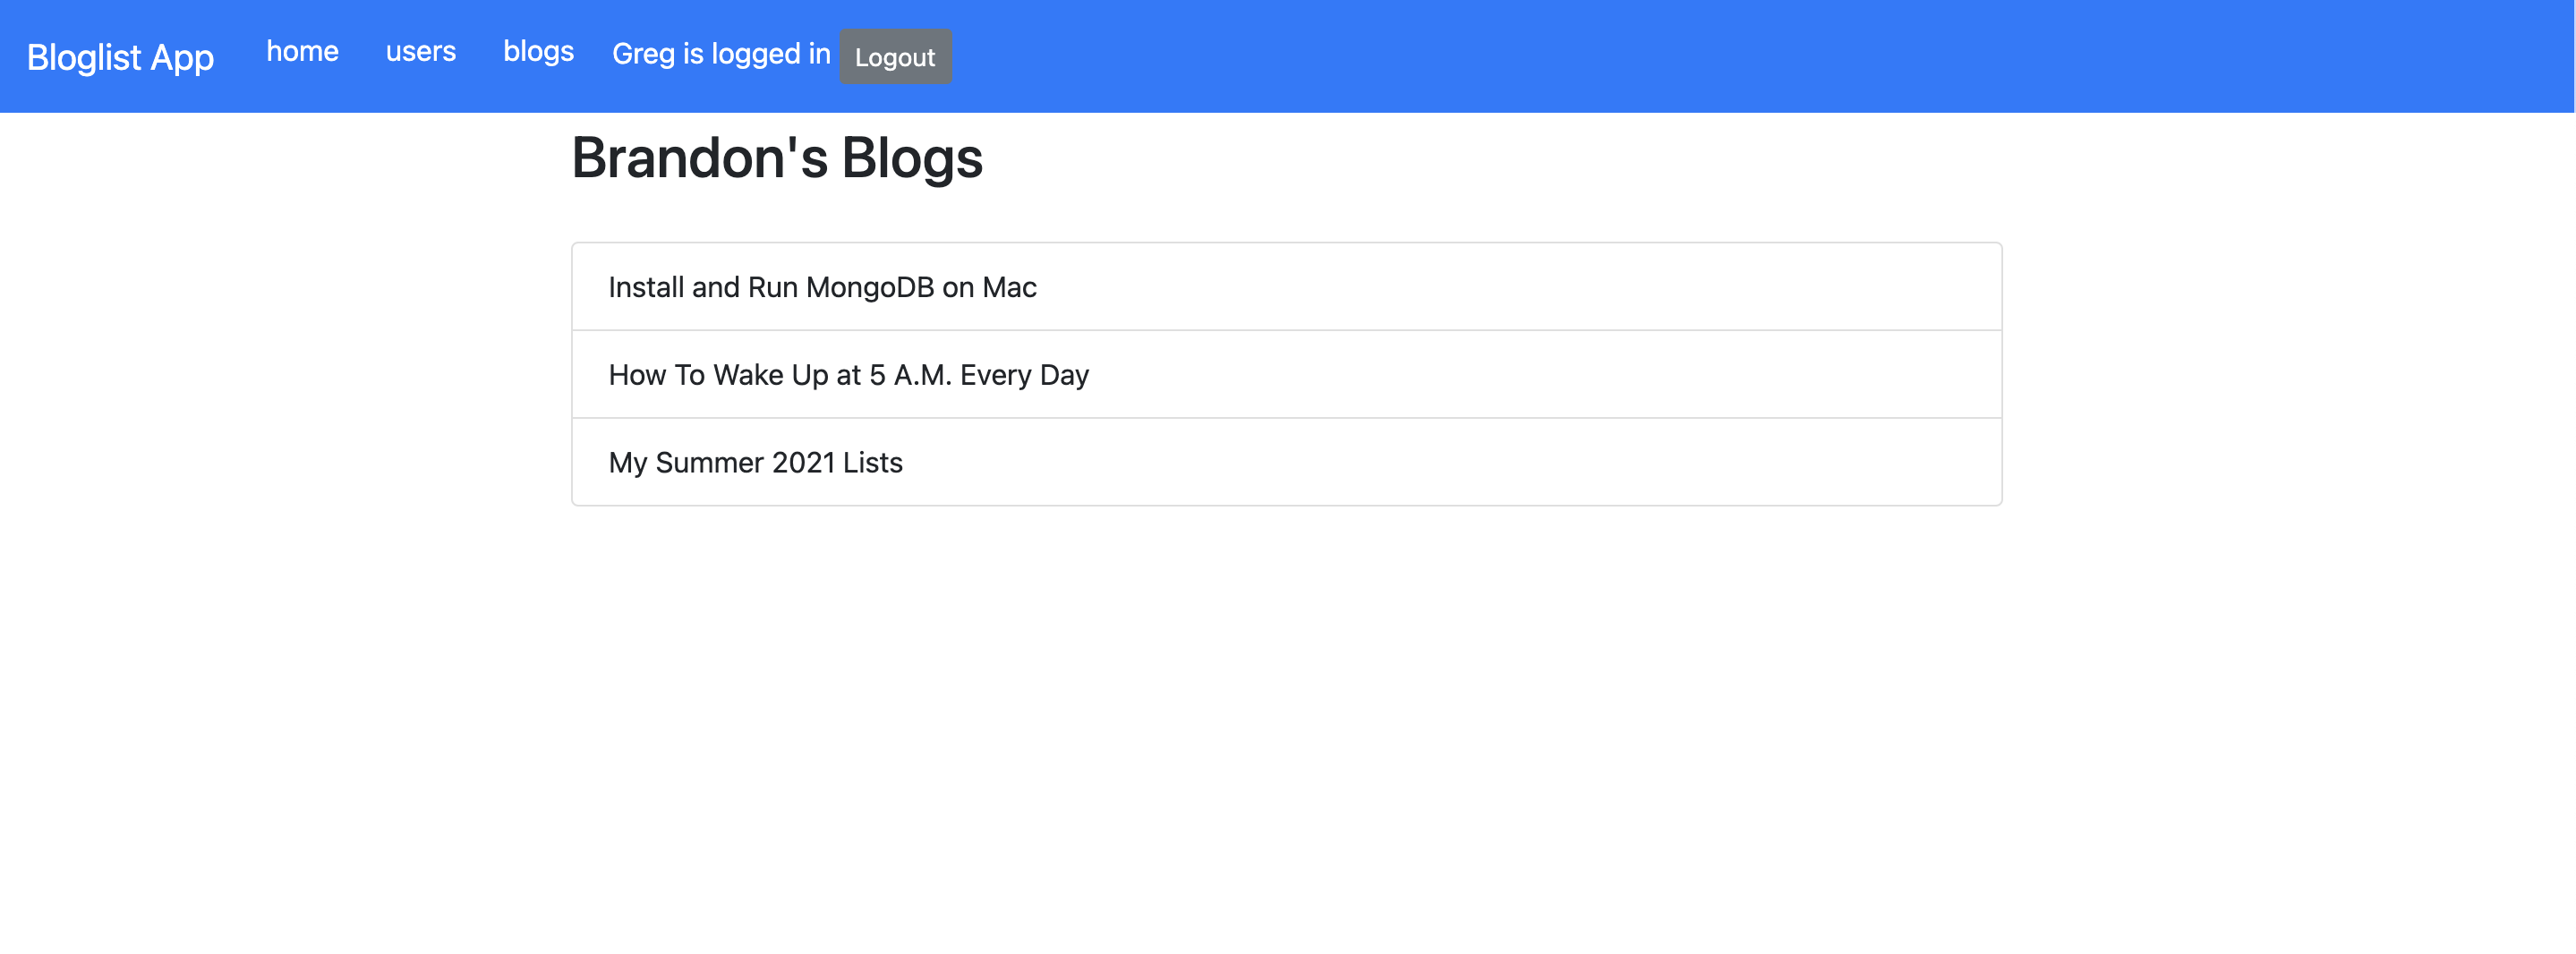 Bloglist App home users blogs Greg is logged in Logout
Brandon's Blogs
Install and Run MongoDB on Mac
How To Wake Up at 5 A.M. Every Day
My Summer 2021 Lists